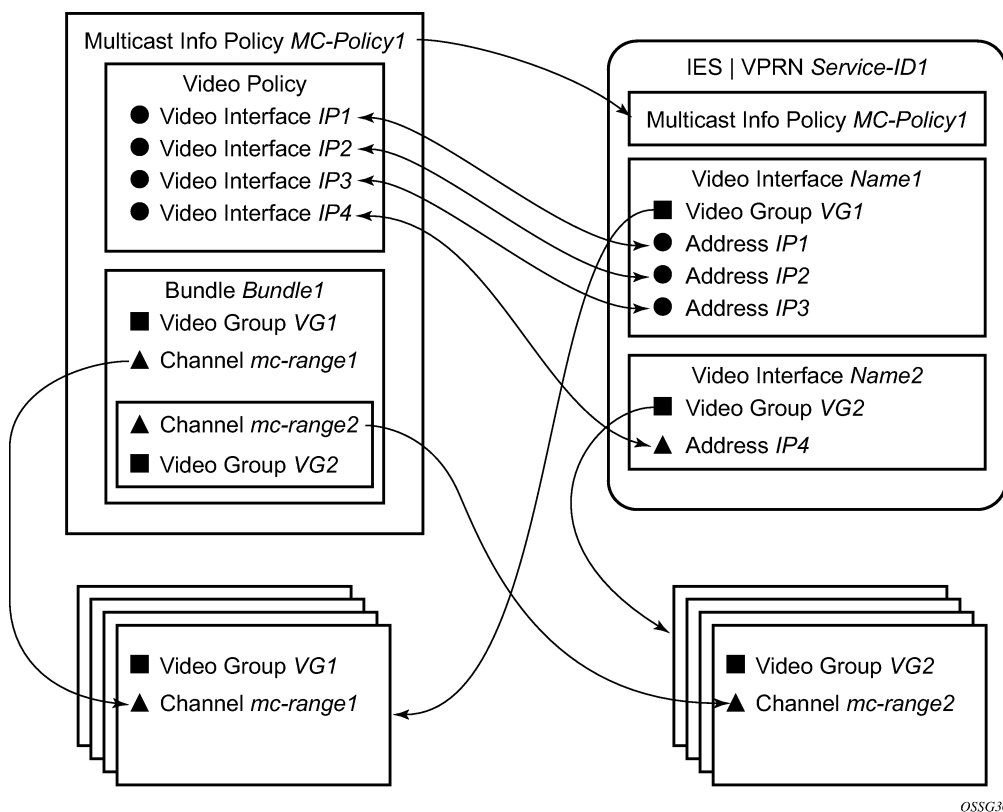 Multicast Info Policy MC-Policy1
Video Policy
Video Interface IP1
Video Interface IP2
Video Interface IP3
Video Interface IP4
Bundle Bundle1
Video Group VG1
Channel mc-range1
Channel mc-range2
Video Group VG2
IES | VPRN Service-ID1
Multicast Info Policy MC-Policy1
Video Interface Name1
Video Group VG1
Address IP1
Address IP2
Address IP3
Video Interface Name2
Video Group VG2
Address IP4
Video Group VG1
Channel mc-range1
Video Group VG2
Channel mc-range2